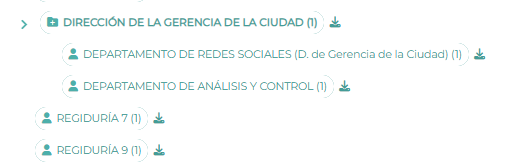 DIRECCIÓN DE LA GERENCIA DE LA CIUDAD (1)
DEPARTAMENTO DE REDES SOCIALES (D. de Gerencia de la Ciudad) (1)
DEPARTAMENTO DE ANÁLISIS Y CONTROL (1)
REGIDURÍA 7 (1)
REGIDURÍA 9 (1)